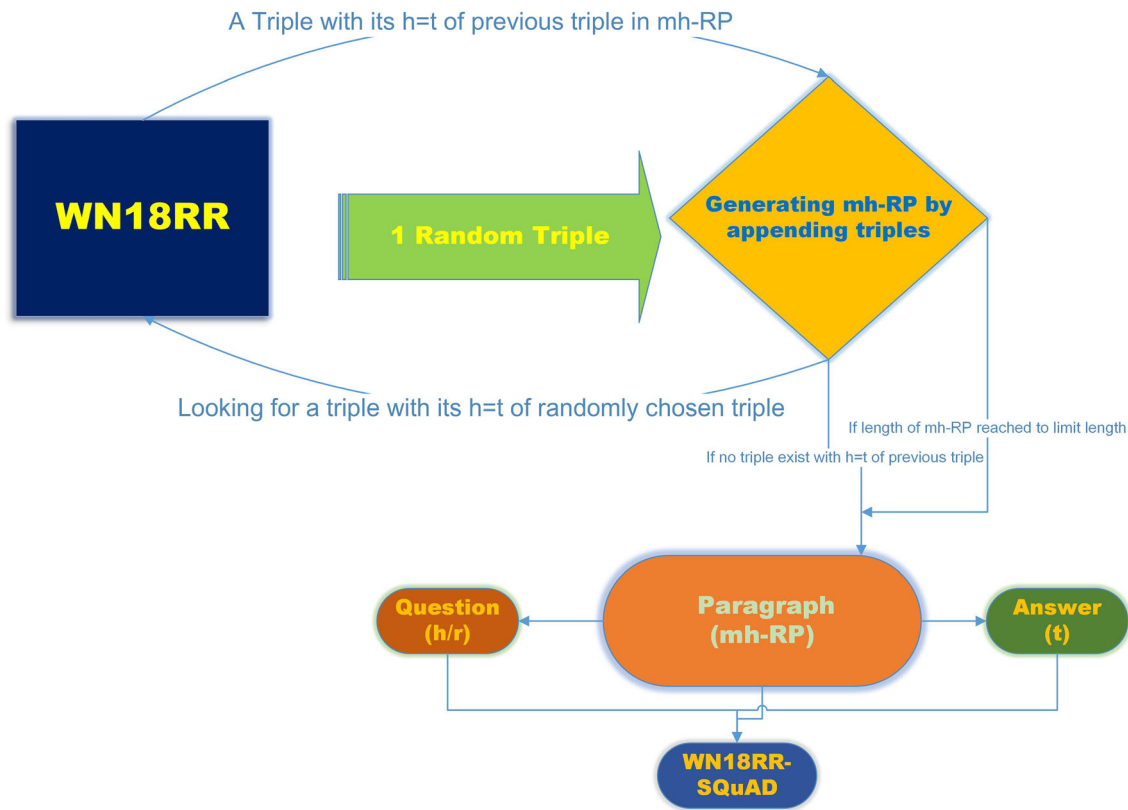 A Triple with its h=t of previous triple in mh-RP
WN18RR
1 Random Triple
Generating mh-RP by
appending triples
Looking for a triple with its h=t of randomly chosen triple
If length of mh-RP reached to limit length
If no triple exist with h=t of previous triple
Question
(h/r)
Paragraph
(mh-RP)
Answer
(t)
WN18RR-
SQuAD